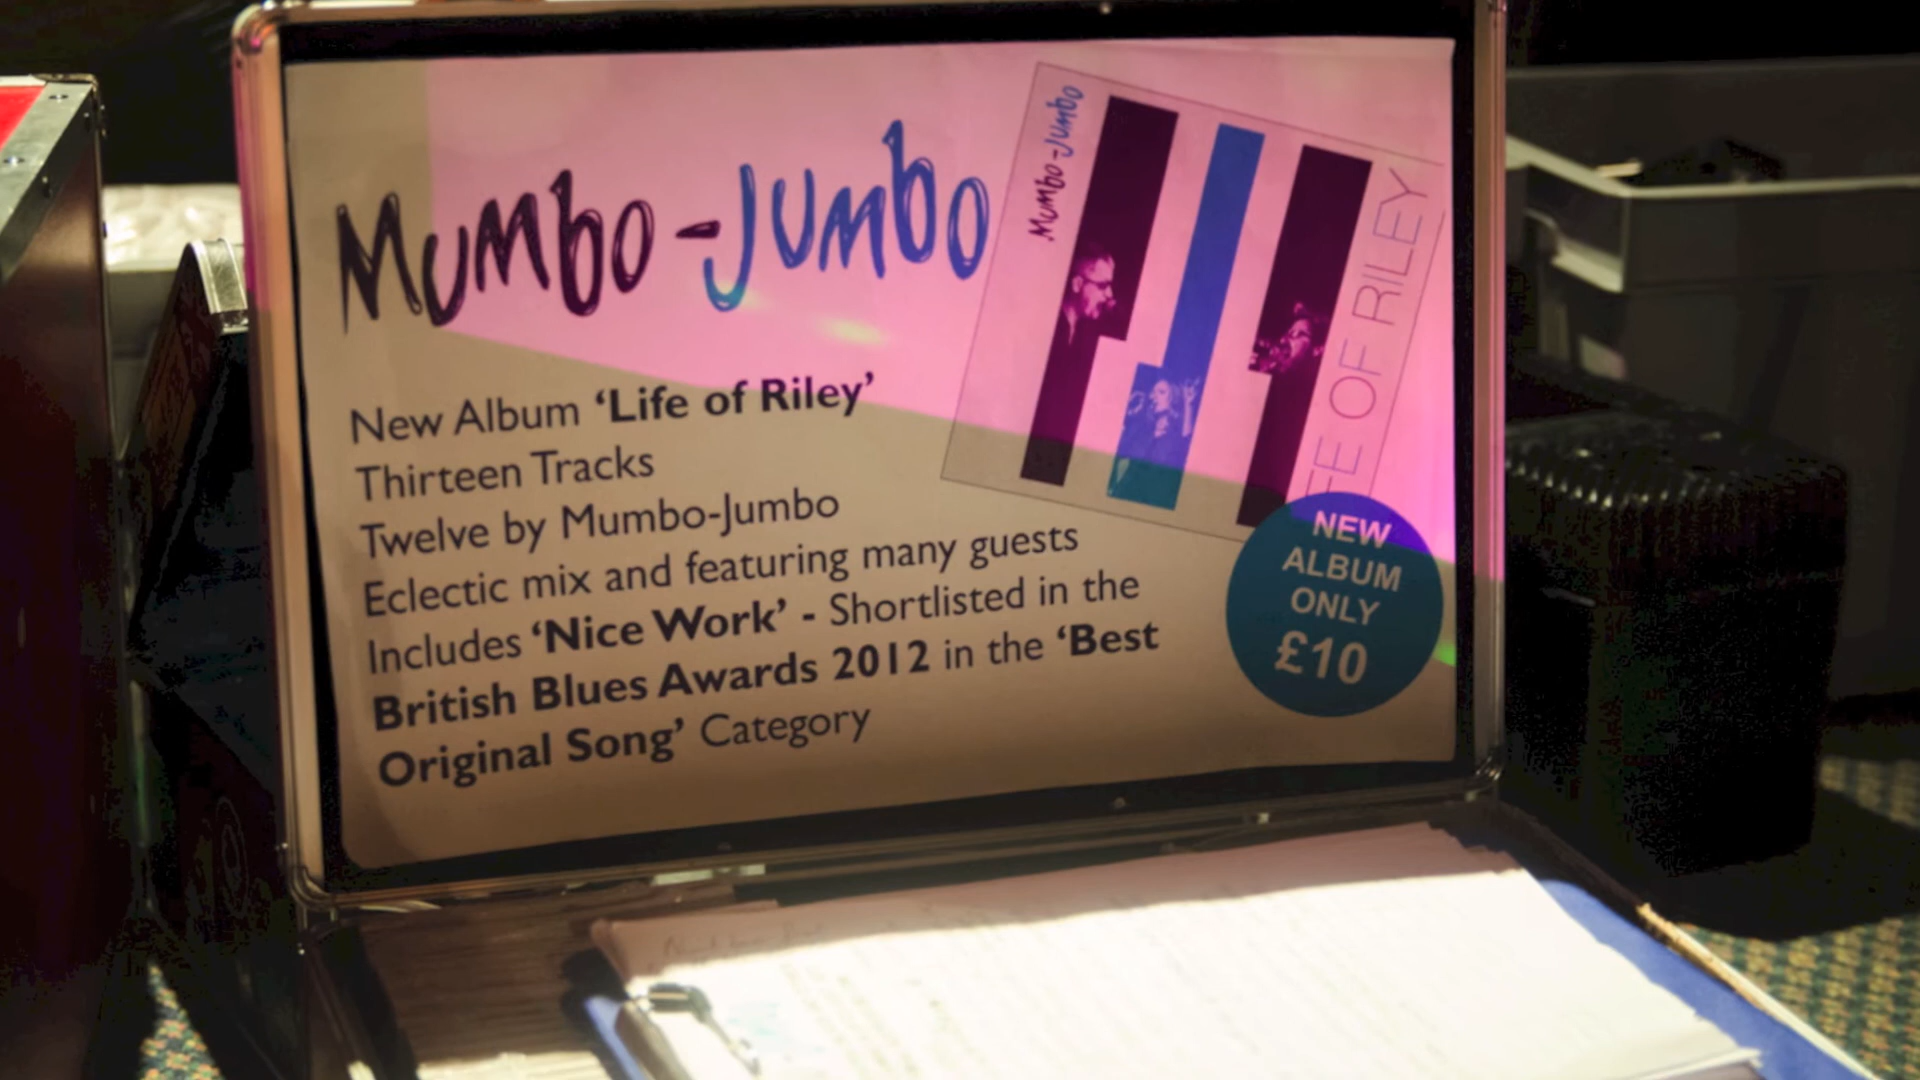 Mumbo-Jumbo
New Album ‘Life of Riley’
Thirteen Tracks
Twelve by Mumbo-Jumbo
Eclectic mix and featuring many guests
Includes ‘Nice Work’ - Shortlisted in the
British Blues Awards 2012 in the ‘Best
Original Song’ Category
Mumbo-Jumbo
OF RILEY
NEW
ALBUM
ONLY
£10